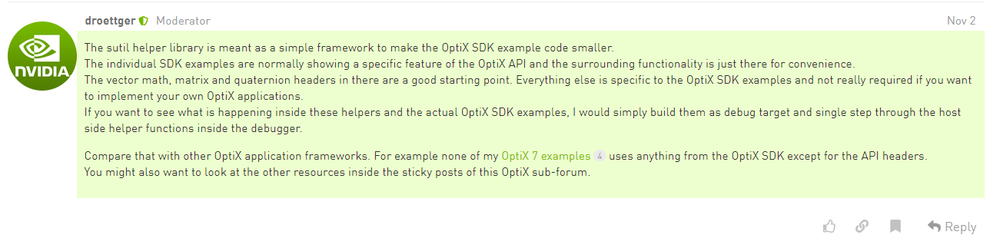 droettger Moderator Nov 2
NVIDIA
The sutil helper library is meant as a simple framework to make the OptiX SDK example code smaller.
The individual SDK examples are normally showing a specific feature of the OptiX API and the surrounding functionality is just there for convenience.
The vector math, matrix and quaternion headers in there are a good starting point. Everything else is specific to the OptiX SDK examples and not really required if you want
to implement your own OptiX applications.
If you want to see what is happening inside these helpers and the actual OptiX SDK examples, I would simply build them as debug target and single step through the host
side helper functions inside the debugger.
Compare that with other OptiX application frameworks. For example none of my OptiX 7 examples 4 uses anything from the OptiX SDK except for the API headers.
You might also want to look at the other resources inside the sticky posts of this OptiX sub-forum.
Reply